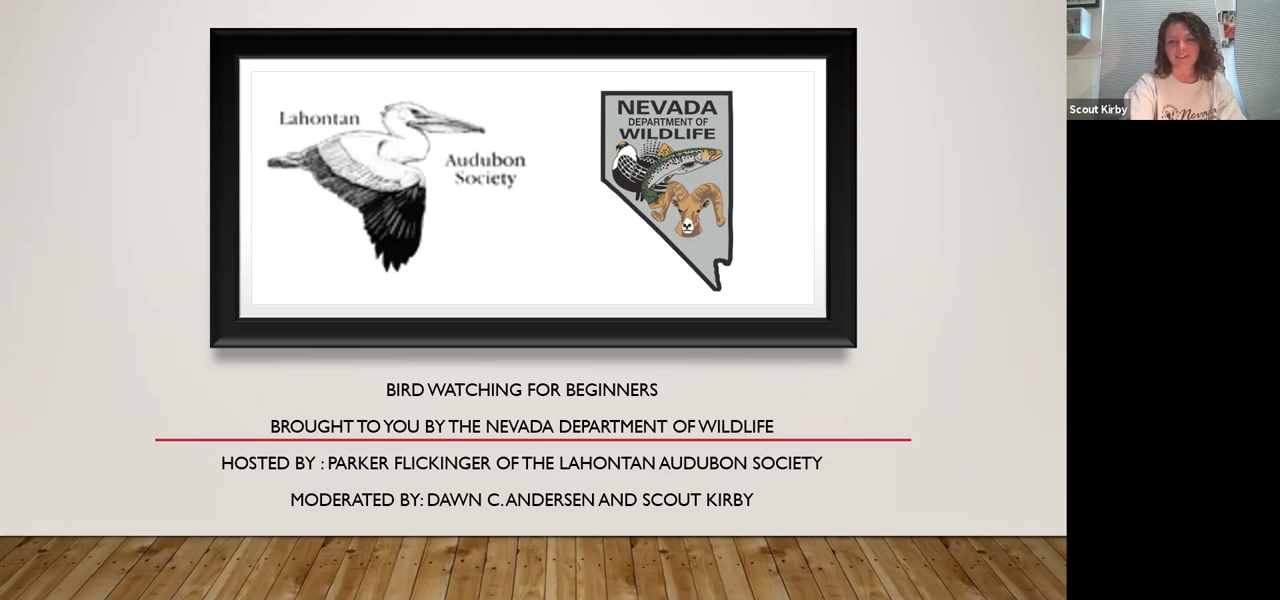 Lahontan
Audubon
Society
NEVADA
DEPARTMENT OF
WILDLIFE
Scout Kirby
Nevada
BIRD WATCHING FOR BEGINNERS
BROUGHT TO YOU BY THE NEVADA DEPARTMENT OF WILDLIFE
HOSTED BY : PARKER FLICKINGER OF THE LAHONTAN AUDUBON SOCIETY
MODERATED BY: DAWN C. ANDERSEN AND SCOUT KIRBY